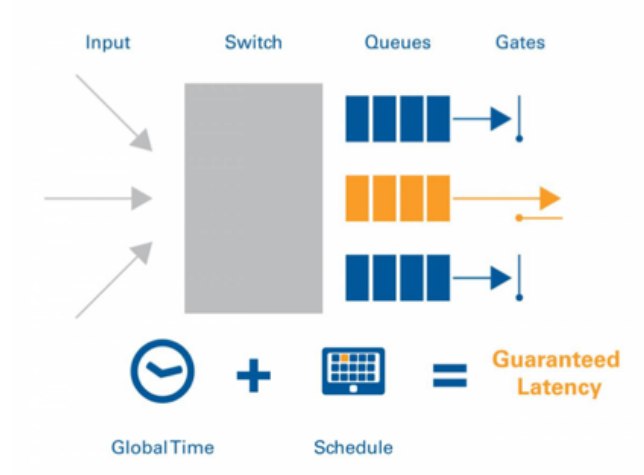 Input
Switch
Queues
Gates
+
=
Guaranteed
Latency
Global Time
Schedule